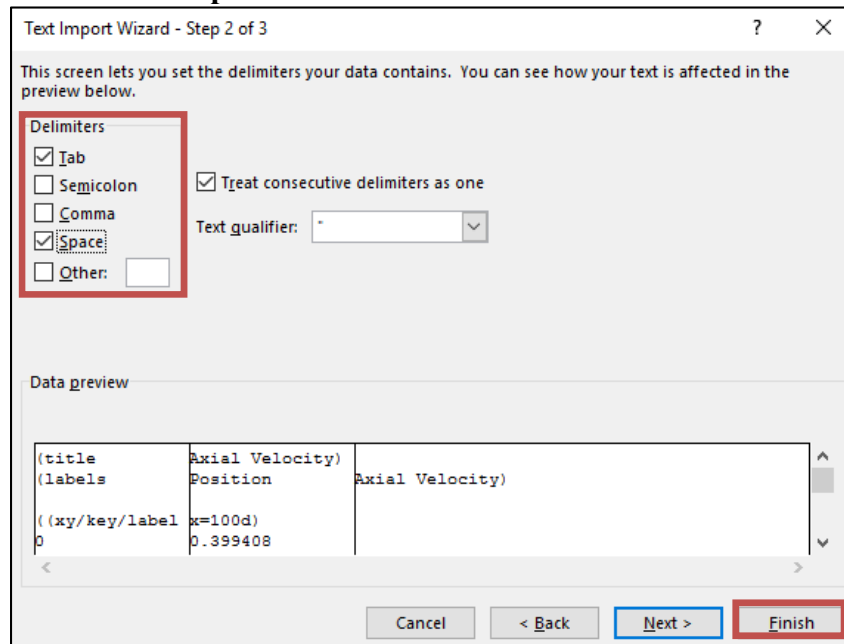 Text Import Wizard - Step 2 of 3 ? ×
This screen lets you set the delimiters your data contains. You can see how your text is affected in the
preview below.
Delimiters
Tab
Semicolon
Comma
Space
Other:
Treat consecutive delimiters as one
Text qualifier: "
Data preview
(title Axial Velocity)
(labels Position Axial Velocity)
((xy/key/label x=100d)
0 0.399408
Cancel < Back Next > Finish